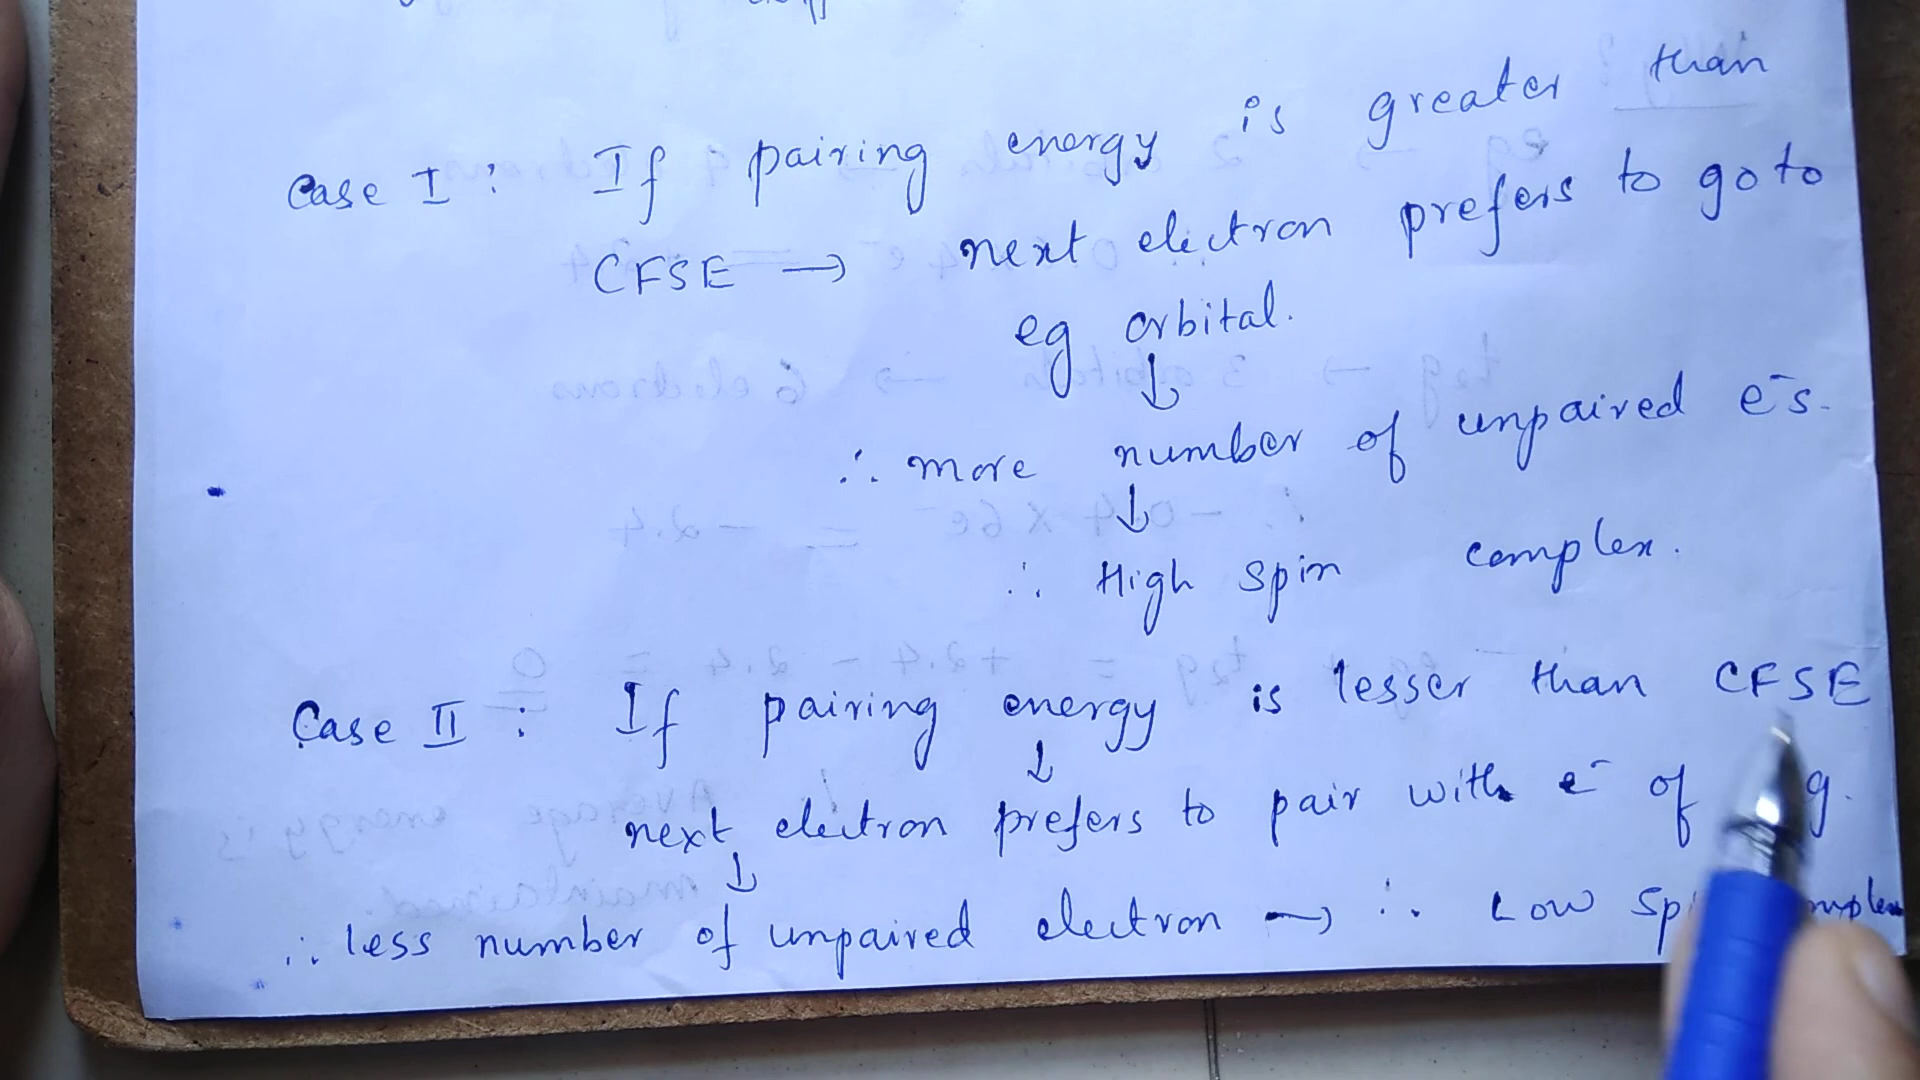 Case I : If pairing energy is greater than
CFSE → next electron prefers to go to
eg orbital.
↓
∴ more number of unpaired e⁻s.
↓
∴ High spin complex.
Case II : If pairing energy is lesser than CFSE
↓
next electron prefers to pair with e⁻ of g.
↓
∴ less number of unpaired electron → ∴ Low